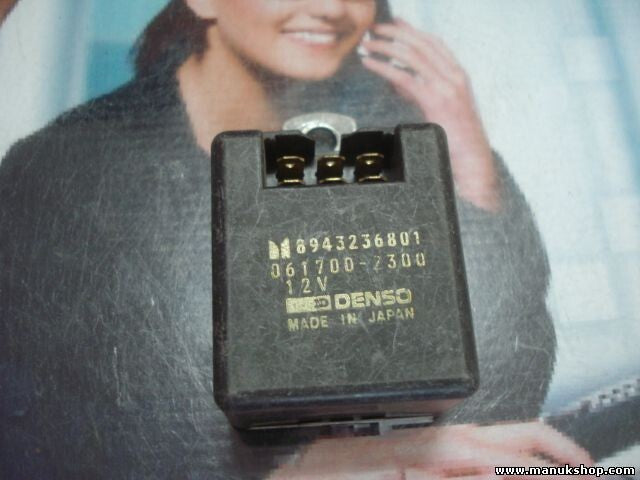 8943236801
061700-2300
12V
DENSO
MADE IN JAPAN
www.manukshop.com